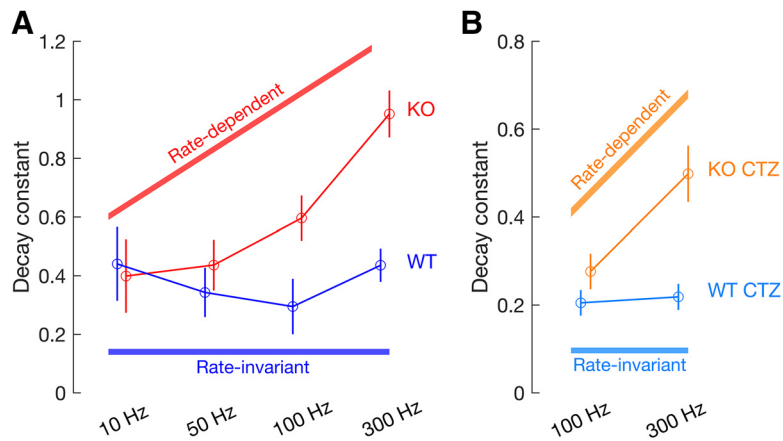 A
Decay constant
1.2
1
0.8
0.6
0.4
0.2
0
Rate-dependent
KO
WT
Rate-invariant
10 Hz
50 Hz
100 Hz
300 Hz
B
Decay constant
0.8
0.6
0.4
0.2
0
Rate-dependent
KO CTZ
WT CTZ
Rate-invariant
100 Hz
300 Hz